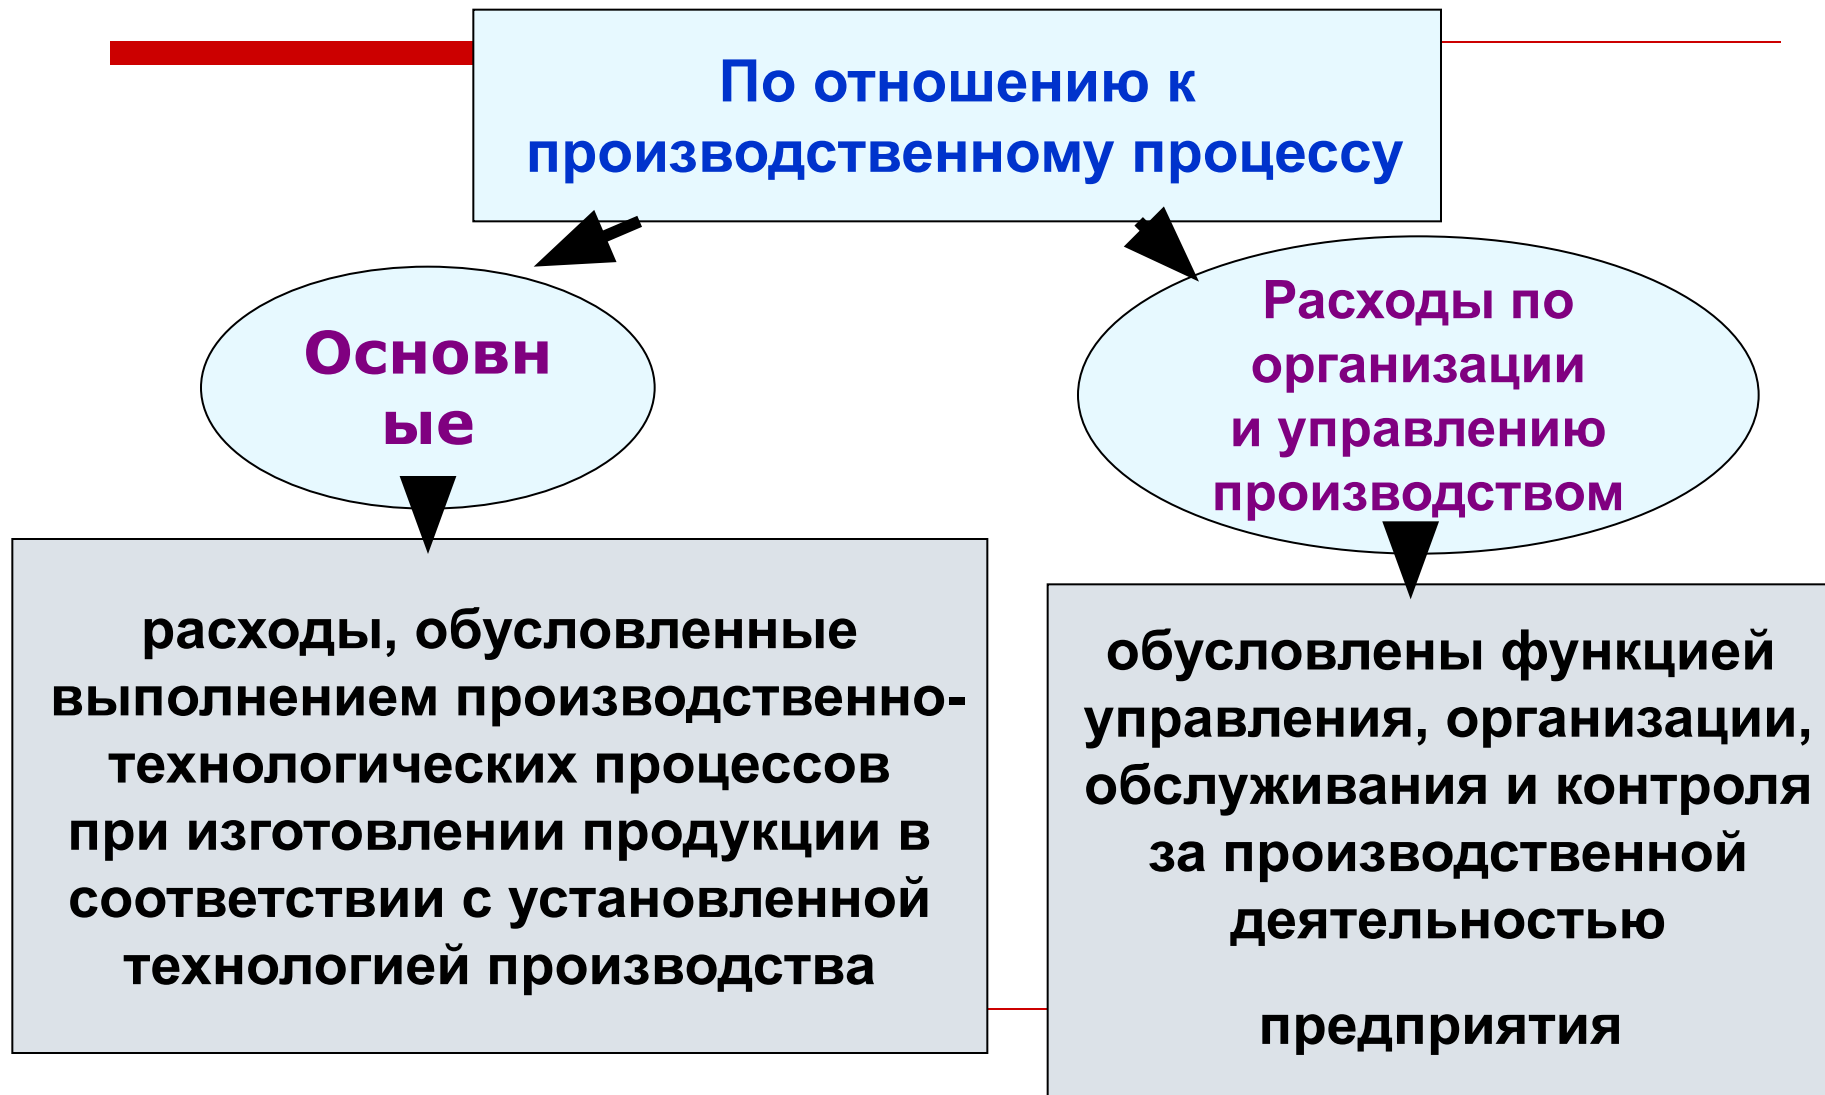 По отношению к
производственному процессу
Основн
ые
Расходы по
организации
и управлению
производством
расходы, обусловленные
выполнением производственно-
технологических процессов
при изготовлении продукции в
соответствии с установленной
технологией производства
обусловлены функцией
управления, организации,
обслуживания и контроля
за производственной
деятельностью
предприятия